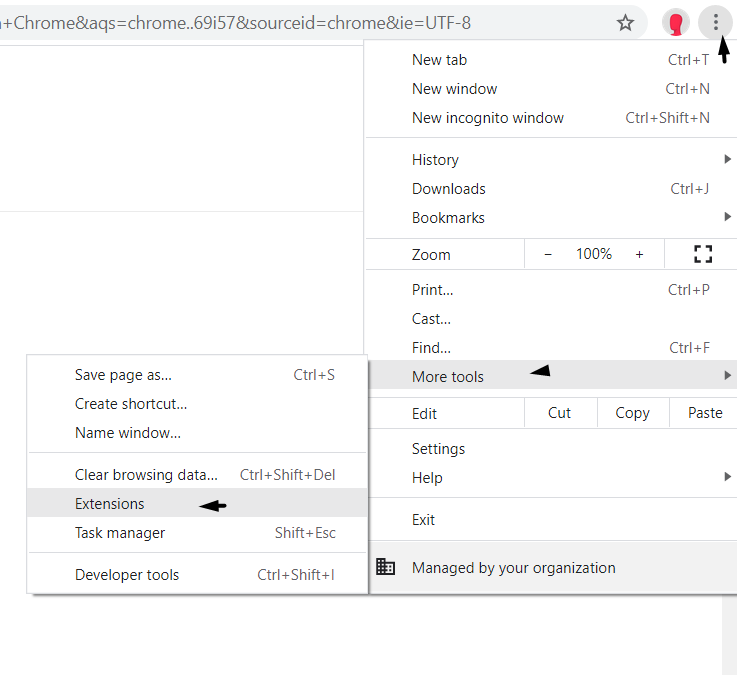 +Chrome&aqs=chrome..69i57&sourceid=chrome&ie=UTF-8
New tab Ctrl+T
New window Ctrl+N
New incognito window Ctrl+Shift+N
History
Downloads Ctrl+J
Bookmarks
Zoom − 100% +
Print... Ctrl+P
Cast...
Find... Ctrl+F
More tools
Edit Cut Copy Paste
Settings
Help
Exit
Managed by your organization
Save page as... Ctrl+S
Create shortcut...
Name window...
Clear browsing data... Ctrl+Shift+Del
Extensions
Task manager Shift+Esc
Developer tools Ctrl+Shift+I